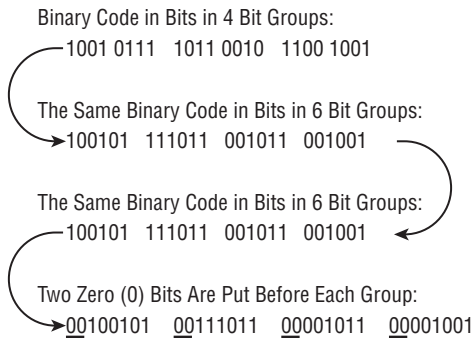 Binary Code in Bits in 4 Bit Groups:
1001 0111 1011 0010 1100 1001
The Same Binary Code in Bits in 6 Bit Groups:
100101 111011 001011 001001
The Same Binary Code in Bits in 6 Bit Groups:
100101 111011 001011 001001
Two Zero (0) Bits Are Put Before Each Group:
00100101 00111011 00001011 00001001